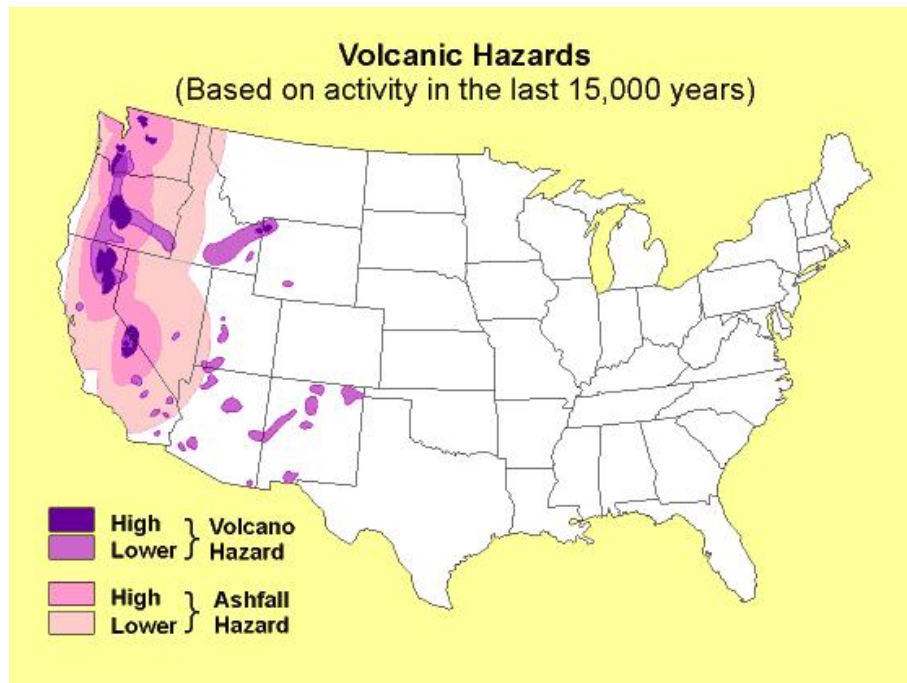 Volcanic Hazards
(Based on activity in the last 15,000 years)
High
Lower
} Volcano
Hazard
High
Lower
} Ashfall
Hazard